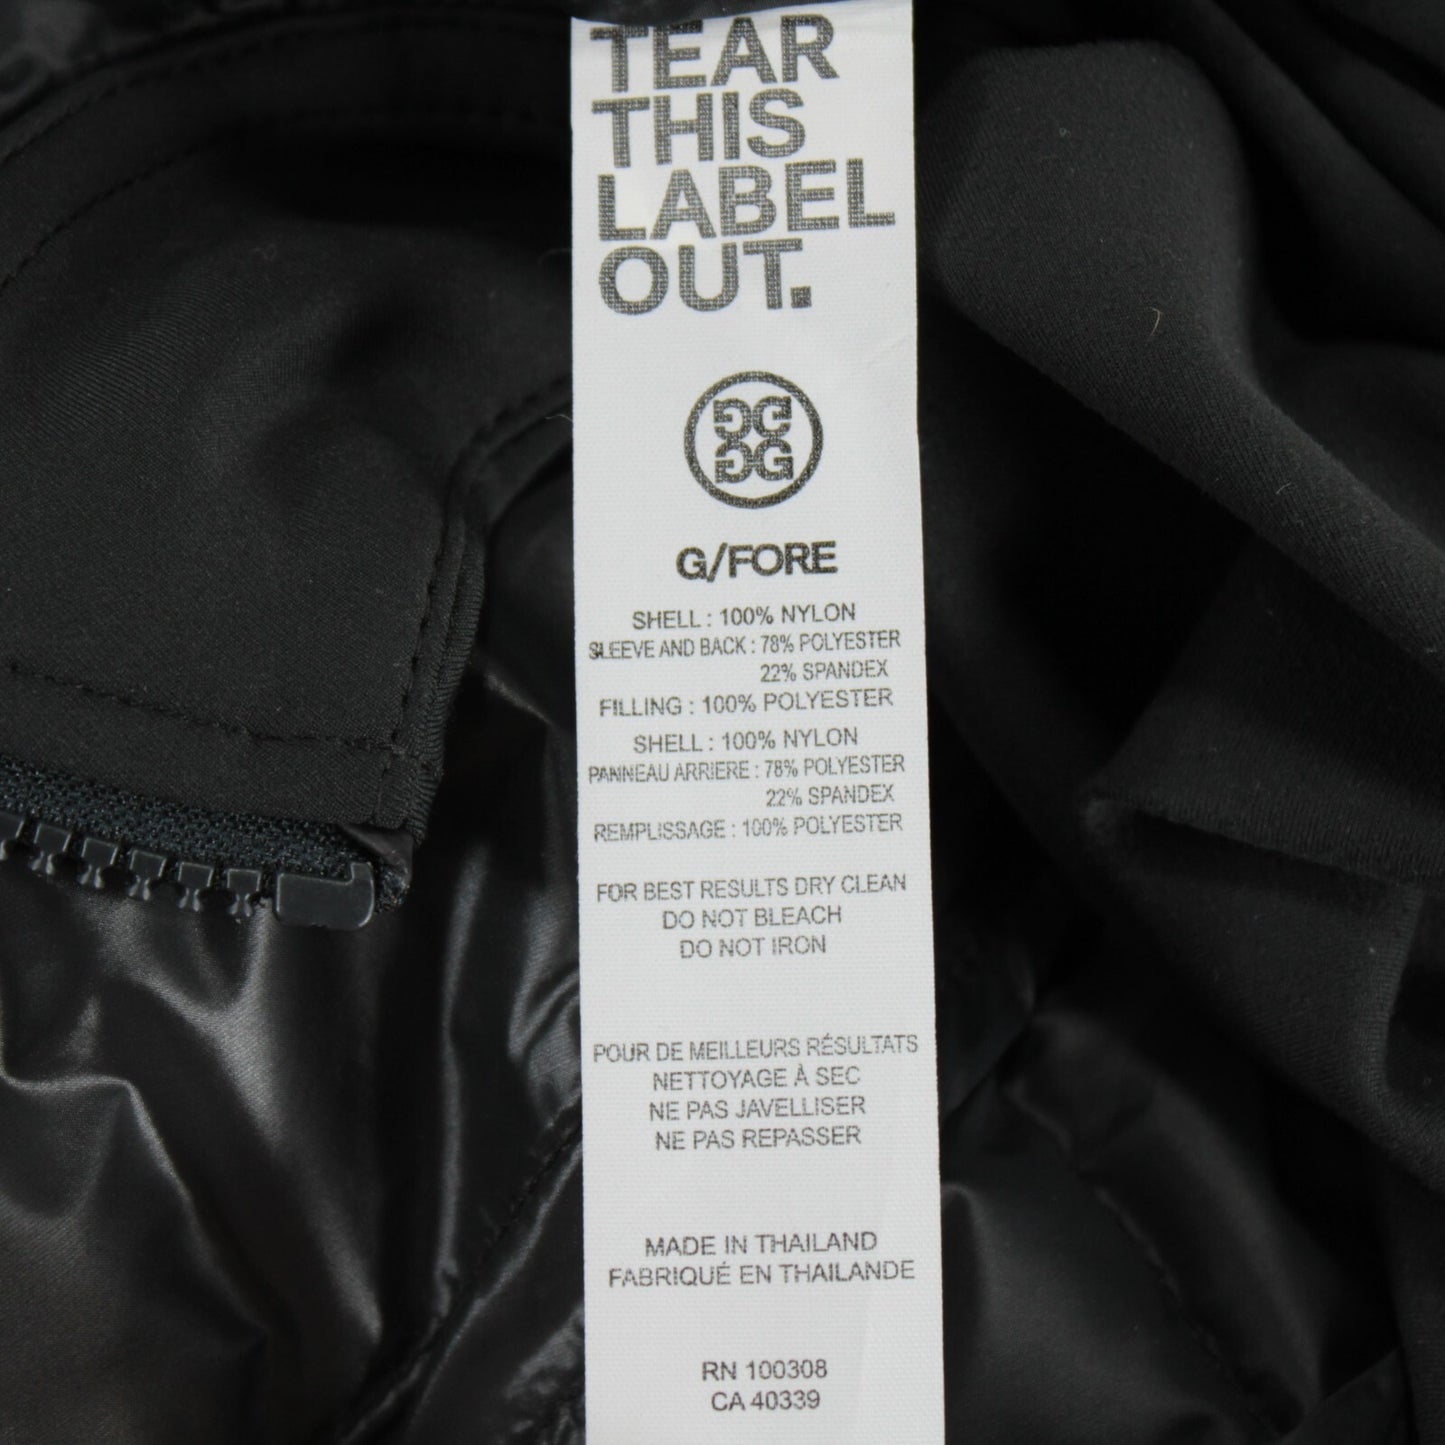 TEAR
THIS
LABEL
OUT.
G/FORE
SHELL : 100% NYLON
SLEEVE AND BACK : 78% POLYESTER
22% SPANDEX
FILLING : 100% POLYESTER
SHELL : 100% NYLON
PANNEAU ARRIERE : 78% POLYESTER
22% SPANDEX
REMPLISSAGE : 100% POLYESTER
FOR BEST RESULTS DRY CLEAN
DO NOT BLEACH
DO NOT IRON
POUR DE MEILLEURS RÉSULTATS
NETTOYAGE À SEC
NE PAS JAVELLISER
NE PAS REPASSER
MADE IN THAILAND
FABRIQUÉ EN THAILANDE
RN 100308
CA 40339